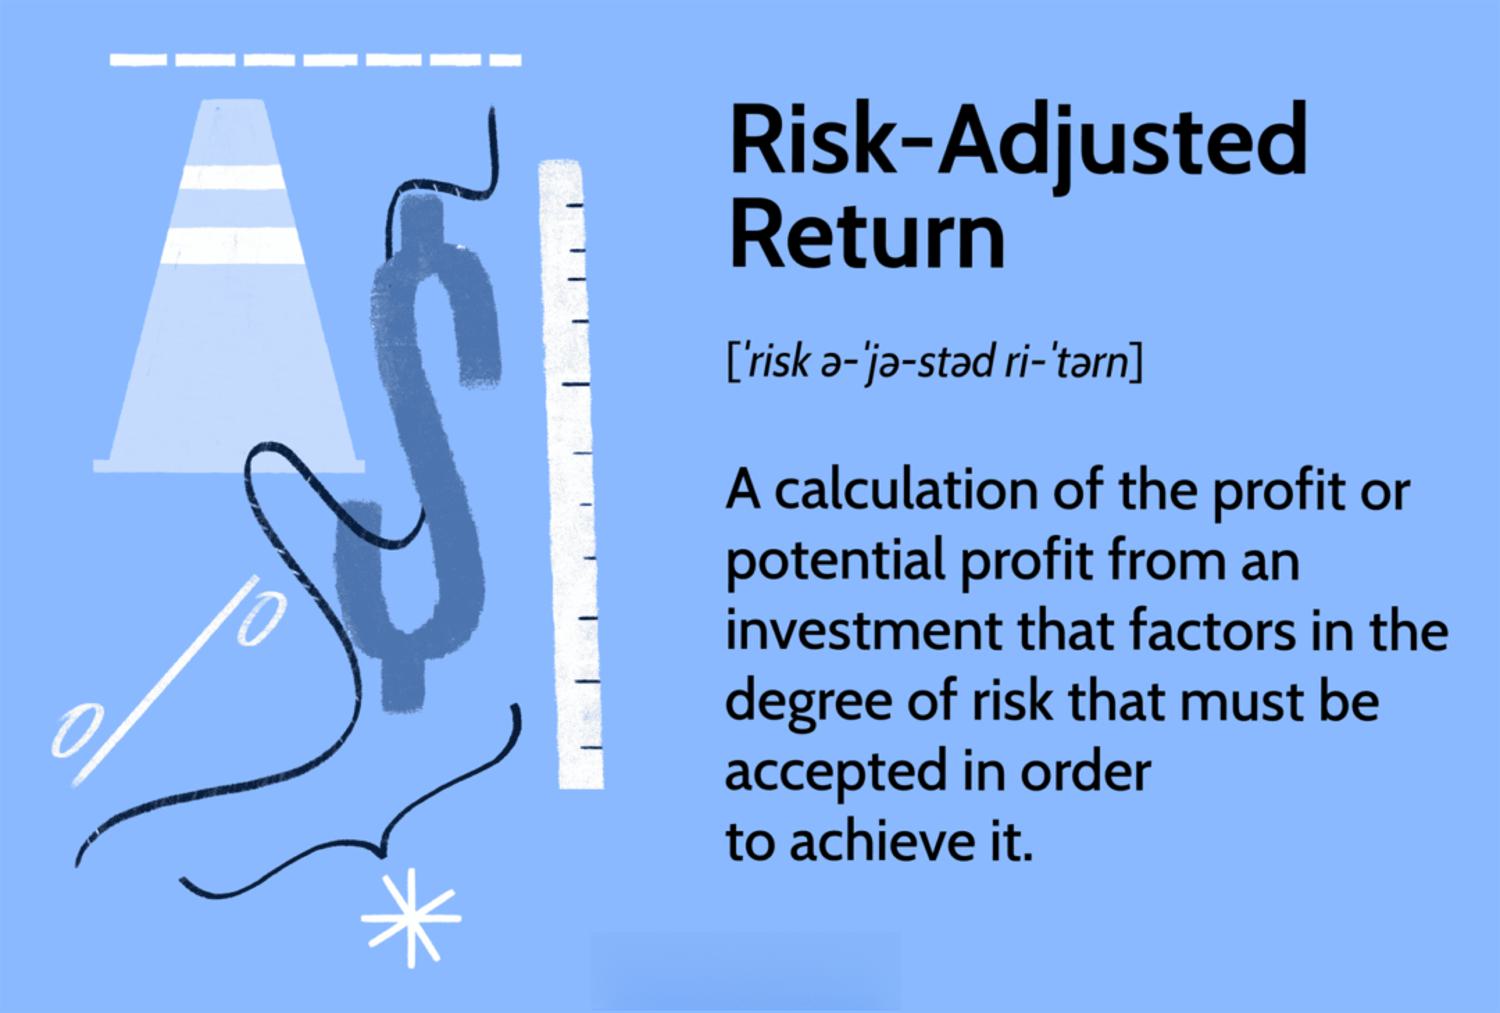 Risk-Adjusted
Return
[ˈrisk ə-ˈjə-stəd ri-ˈtərn]
A calculation of the profit or
potential profit from an
investment that factors in the
degree of risk that must be
accepted in order
to achieve it.